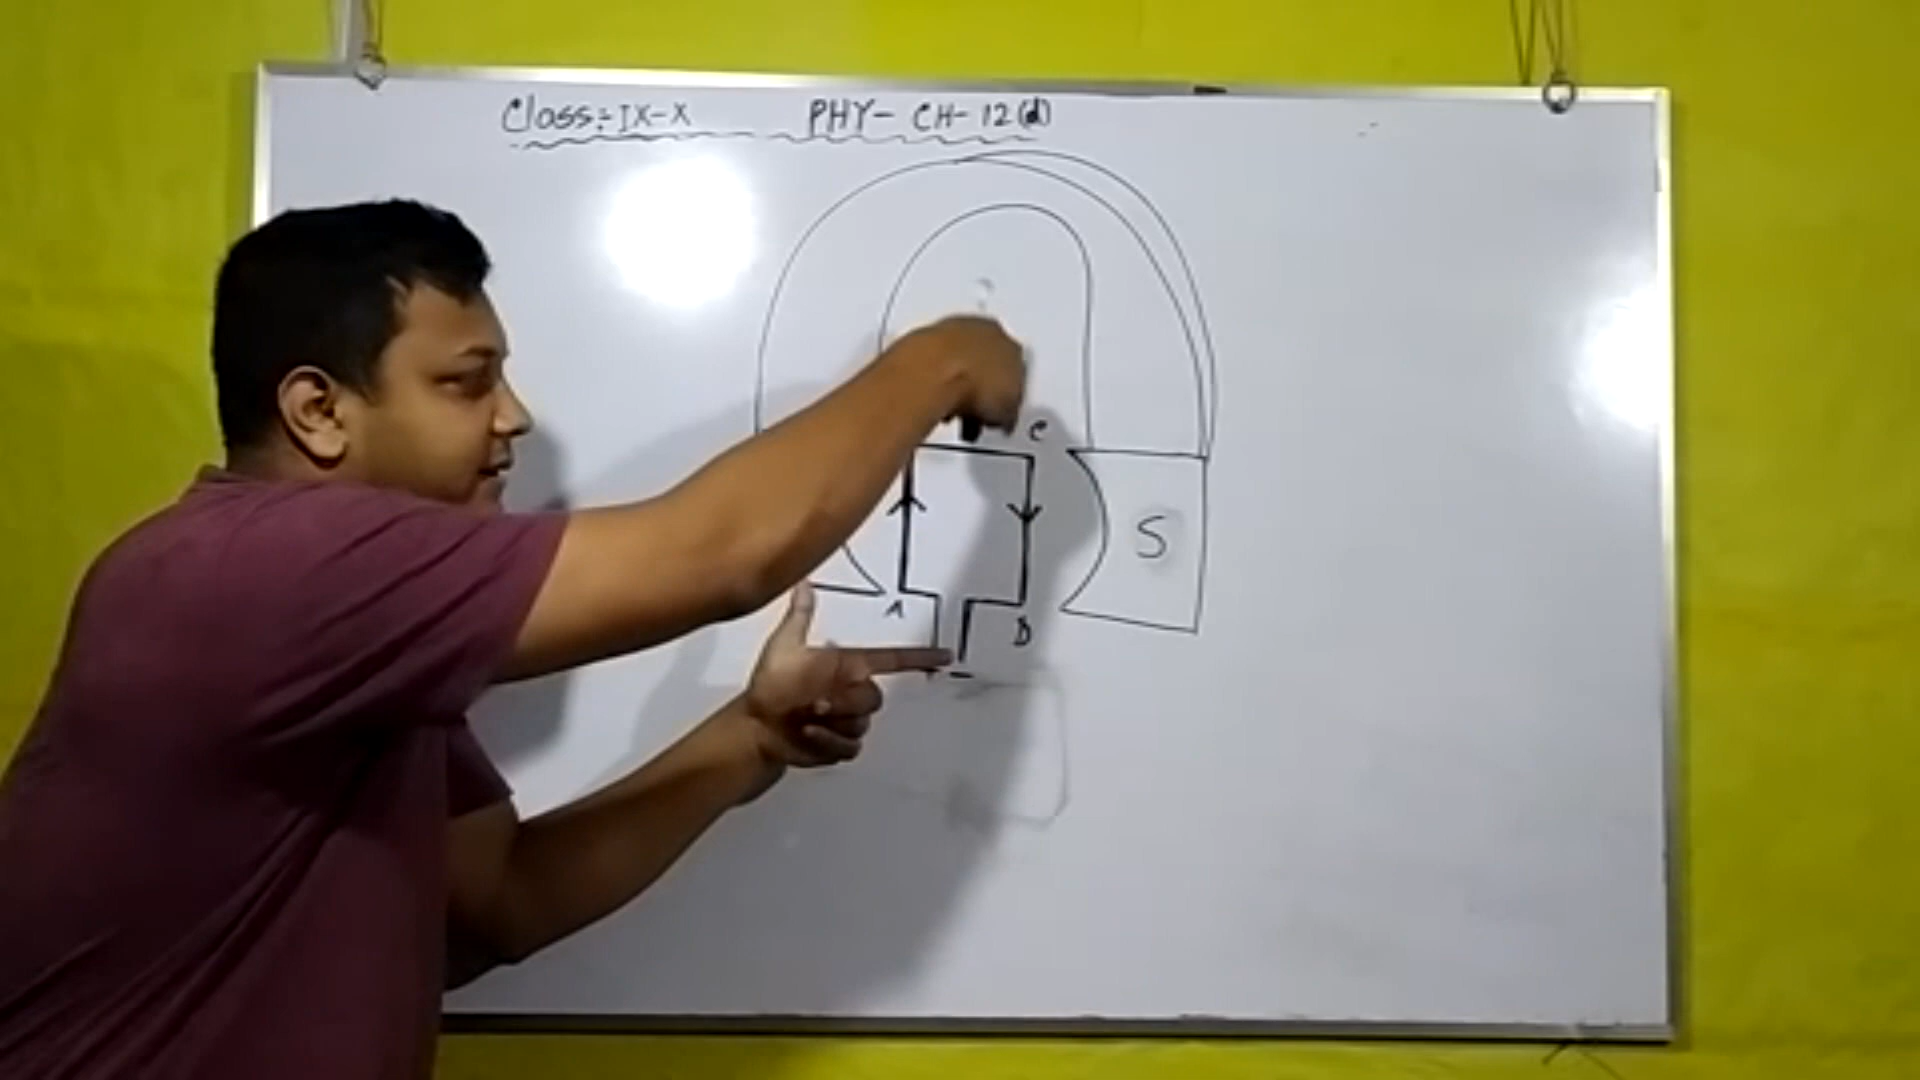 Class:- IX-X PHY- CH- 12(d)
C
S
A
D